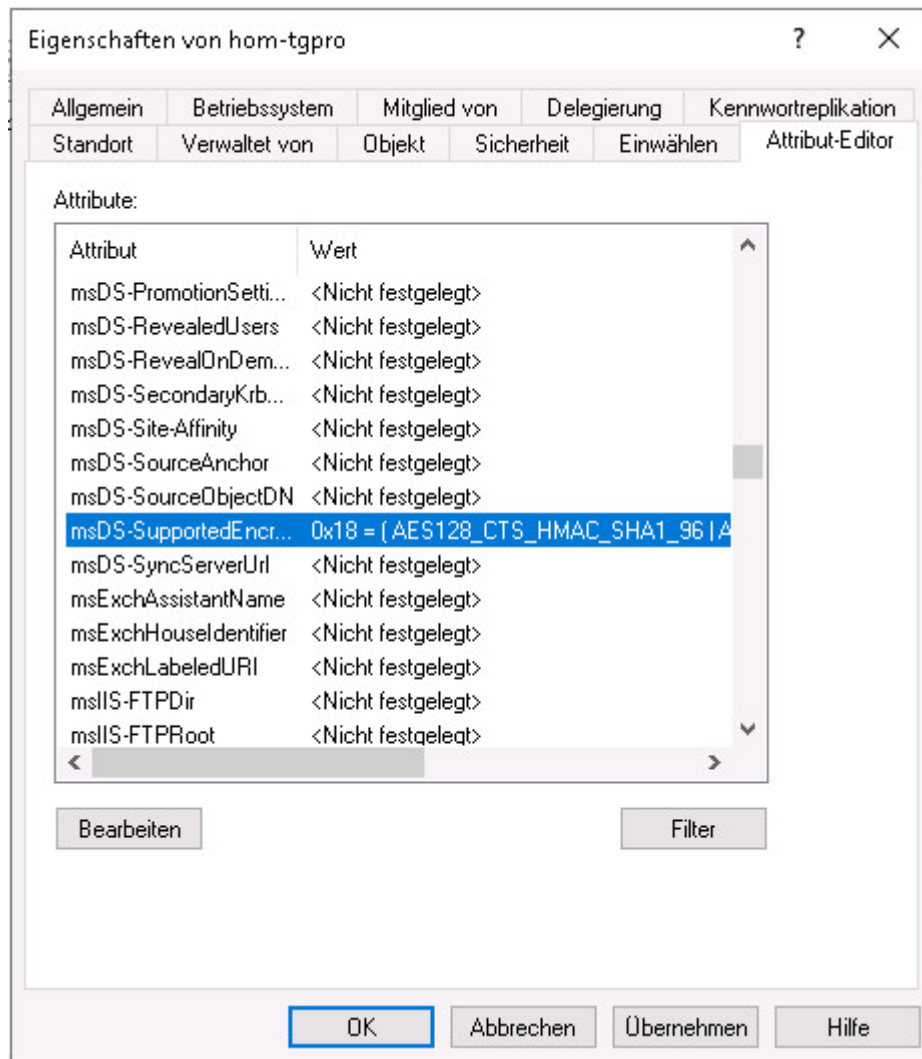 Eigenschaften von hom-tgpro ?
Allgemein Betriebssystem Mitglied von Delegierung Kennwortreplikation
Standort Verwaltet von Objekt Sicherheit Einwählen Attribut-Editor
Attribute:
Attribut Wert
msDS-PromotionSetti... <Nicht festgelegt>
msDS-RevealedUsers <Nicht festgelegt>
msDS-RevealOnDem... <Nicht festgelegt>
msDS-SecondaryKrb... <Nicht festgelegt>
msDS-Site-Affinity <Nicht festgelegt>
msDS-SourceAnchor <Nicht festgelegt>
msDS-SourceObjectDN <Nicht festgelegt>
msDS-SupportedEncr... 0x18 = ( AES128_CTS_HMAC_SHA1_96 | A
msDS-SyncServerUrl <Nicht festgelegt>
msExchAssistantName <Nicht festgelegt>
msExchHouseIdentifier <Nicht festgelegt>
msExchLabeledURI <Nicht festgelegt>
msIIS-FTPDir <Nicht festgelegt>
msIIS-FTPRoot <Nicht festgelegt>
Bearbeiten Filter
OK Abbrechen Übernehmen Hilfe